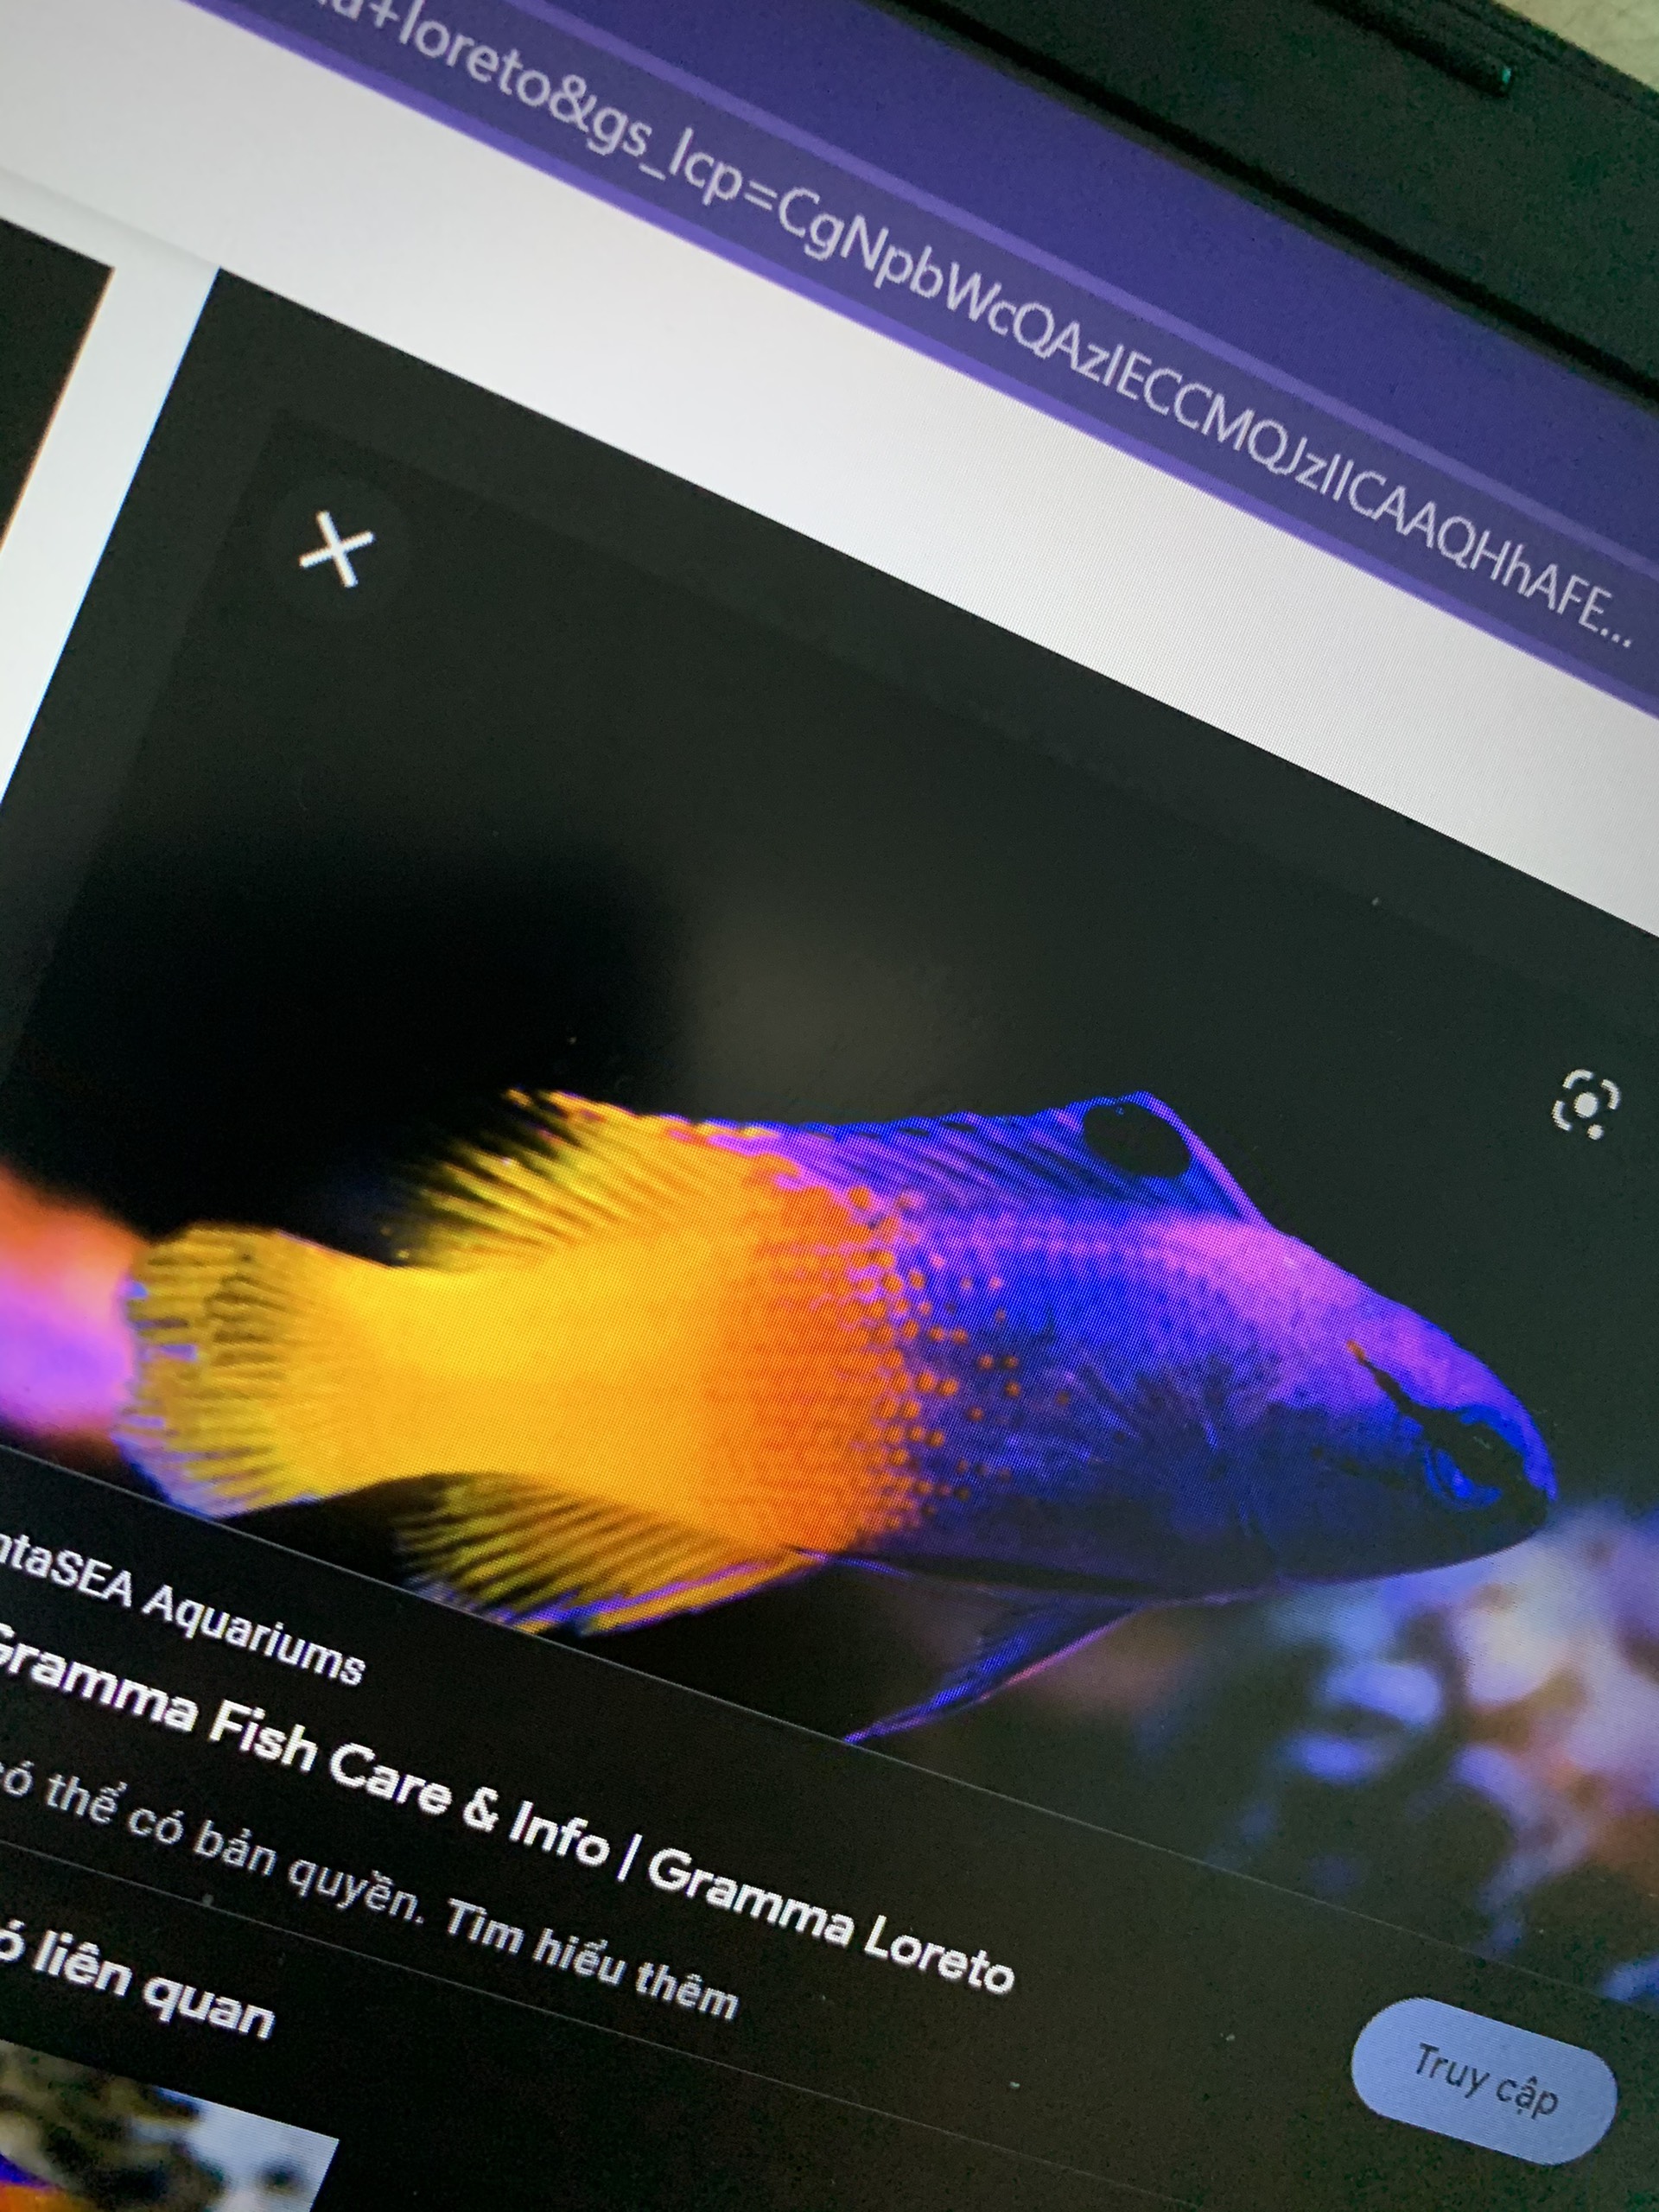 +loreto&gs_lcp=CgNpbWcQAzIECCMQJzIICAAQHhAFE...
ntaSEA Aquariums
Gramma Fish Care & Info | Gramma Loreto
có thể có bản quyền. Tìm hiểu thêm
Truy cập
ó liên quan